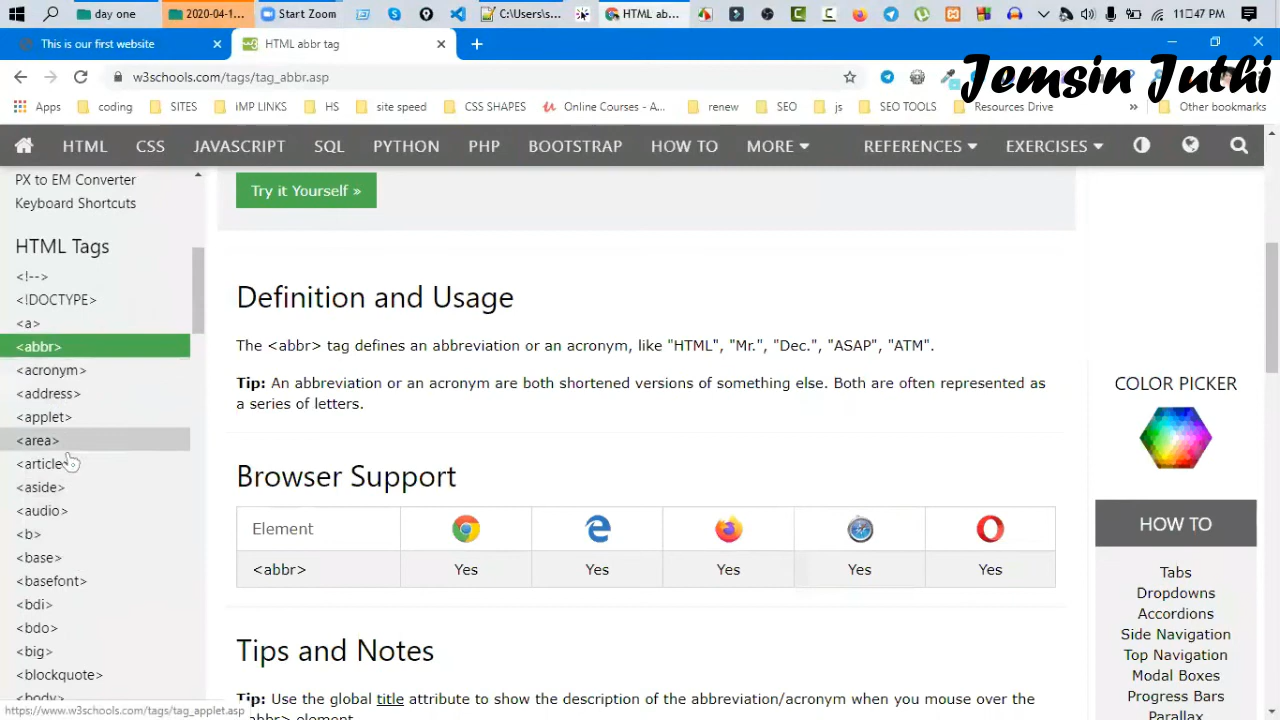 day one
2020-04-1...
Start Zoom
C:\Users\s...
HTML ab...
11:47 PM
This is our first website
HTML abbr tag
w3schools.com/tags/tag_abbr.asp
Jemsin Juthi
Apps
coding
SITES
IMP LINKS
HS
site speed
CSS SHAPES
Online Courses - A...
renew
SEO
js
SEO TOOLS
Resources Drive
»
Other bookmarks
HTML
CSS
JAVASCRIPT
SQL
PYTHON
PHP
BOOTSTRAP
HOW TO
MORE
REFERENCES
EXERCISES
PX to EM Converter
Keyboard Shortcuts
HTML Tags
<!-->
<!DOCTYPE>
<a>
<abbr>
<acronym>
<address>
<applet>
<area>
<article>
<aside>
<audio>
<b>
<base>
<basefont>
<bdi>
<bdo>
<big>
<blockquote>
<body>
https://www.w3schools.com/tags/tag_applet.asp
Try it Yourself »
Definition and Usage
The <abbr> tag defines an abbreviation or an acronym, like "HTML", "Mr.", "Dec.", "ASAP", "ATM".
Tip: An abbreviation or an acronym are both shortened versions of something else. Both are often represented as
a series of letters.
Browser Support
Element
<abbr> Yes Yes Yes Yes Yes
Tips and Notes
Tip: Use the global title attribute to show the description of the abbreviation/acronym when you mouse over the
<abbr> element.
COLOR PICKER
HOW TO
Tabs
Dropdowns
Accordions
Side Navigation
Top Navigation
Modal Boxes
Progress Bars
Parallax